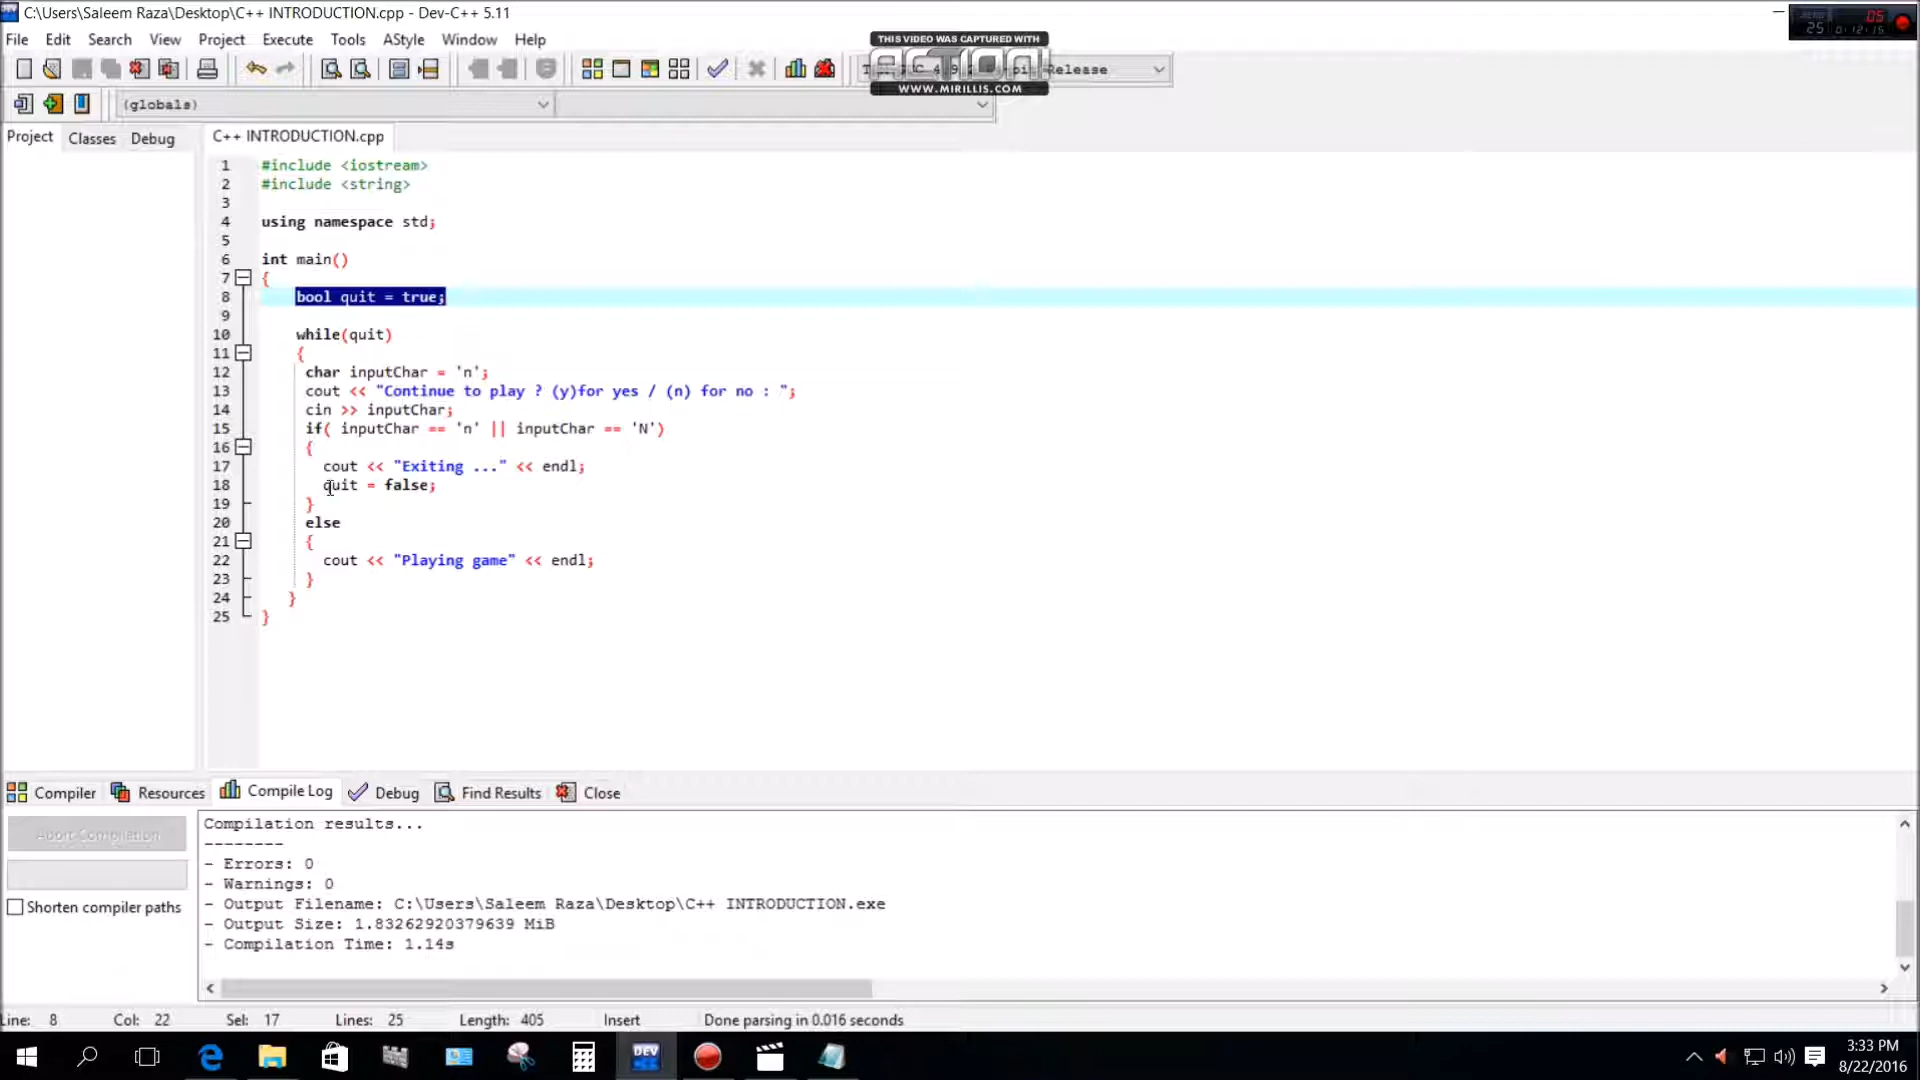 C:\Users\Saleem Raza\Desktop\C++ INTRODUCTION.cpp - Dev-C++ 5.11
File Edit Search View Project Execute Tools AStyle Window Help
THIS VIDEO WAS CAPTURED WITH
ACTION!
WWW.MIRILLIS.COM
Release
(globals)
Project Classes Debug
C++ INTRODUCTION.cpp
1 #include <iostream>
2 #include <string>
3
4 using namespace std;
5
6 int main()
7 {
8 bool quit = true;
9
10 while(quit)
11 {
12 char inputChar = 'n';
13 cout << "Continue to play ? (y)for yes / (n) for no : ";
14 cin >> inputChar;
15 if( inputChar == 'n' || inputChar == 'N')
16 {
17 cout << "Exiting ..." << endl;
18 quit = false;
19 }
20 else
21 {
22 cout << "Playing game" << endl;
23 }
24 }
25 }
Compiler Resources Compile Log Debug Find Results Close
Abort Compilation
Shorten compiler paths
Compilation results...
--------
- Errors: 0
- Warnings: 0
- Output Filename: C:\Users\Saleem Raza\Desktop\C++ INTRODUCTION.exe
- Output Size: 1.83262920379639 MiB
- Compilation Time: 1.14s
Line: 8 Col: 22 Sel: 17 Lines: 25 Length: 405 Insert Done parsing in 0.016 seconds
DEV
3:33 PM
8/22/2016